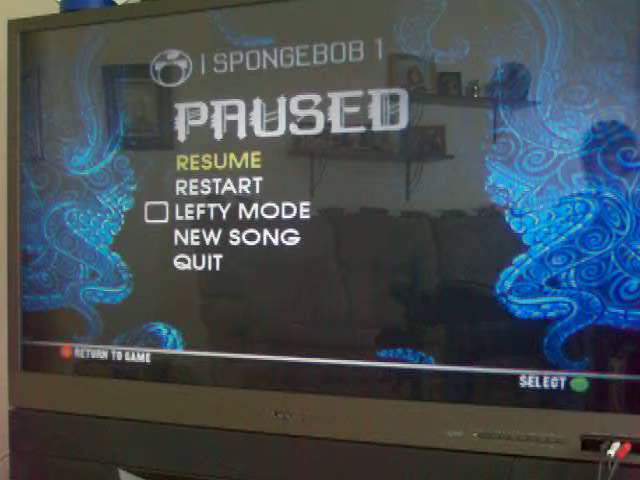 | SPONGEBOB 1
PAUSED
RESUME
RESTART
LEFTY MODE
NEW SONG
QUIT
RETURN TO GAME
SELECT